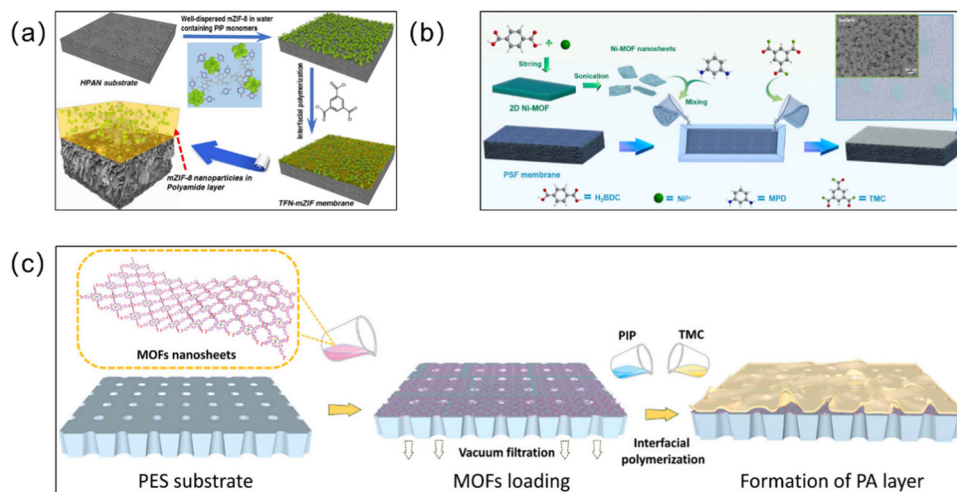 (a)
Well-dispersed mZIF-8 in water
containing PIP monomers
HPAN substrate
Interfacial polymerization
mZIF-8 nanoparticles in
Polyamide layer
TFN-mZIF membrane
(b)
Ni-MOF nanosheets
Strring
Sonication
Mixing
2D Ni-MOF
PSF membrane
= H₂BDC
= Ni²⁺
= MPD
= TMC
(c)
MOFs nanosheets
PIP
TMC
Vacuum filtration
Interfacial
polymerization
PES substrate
MOFs loading
Formation of PA layer